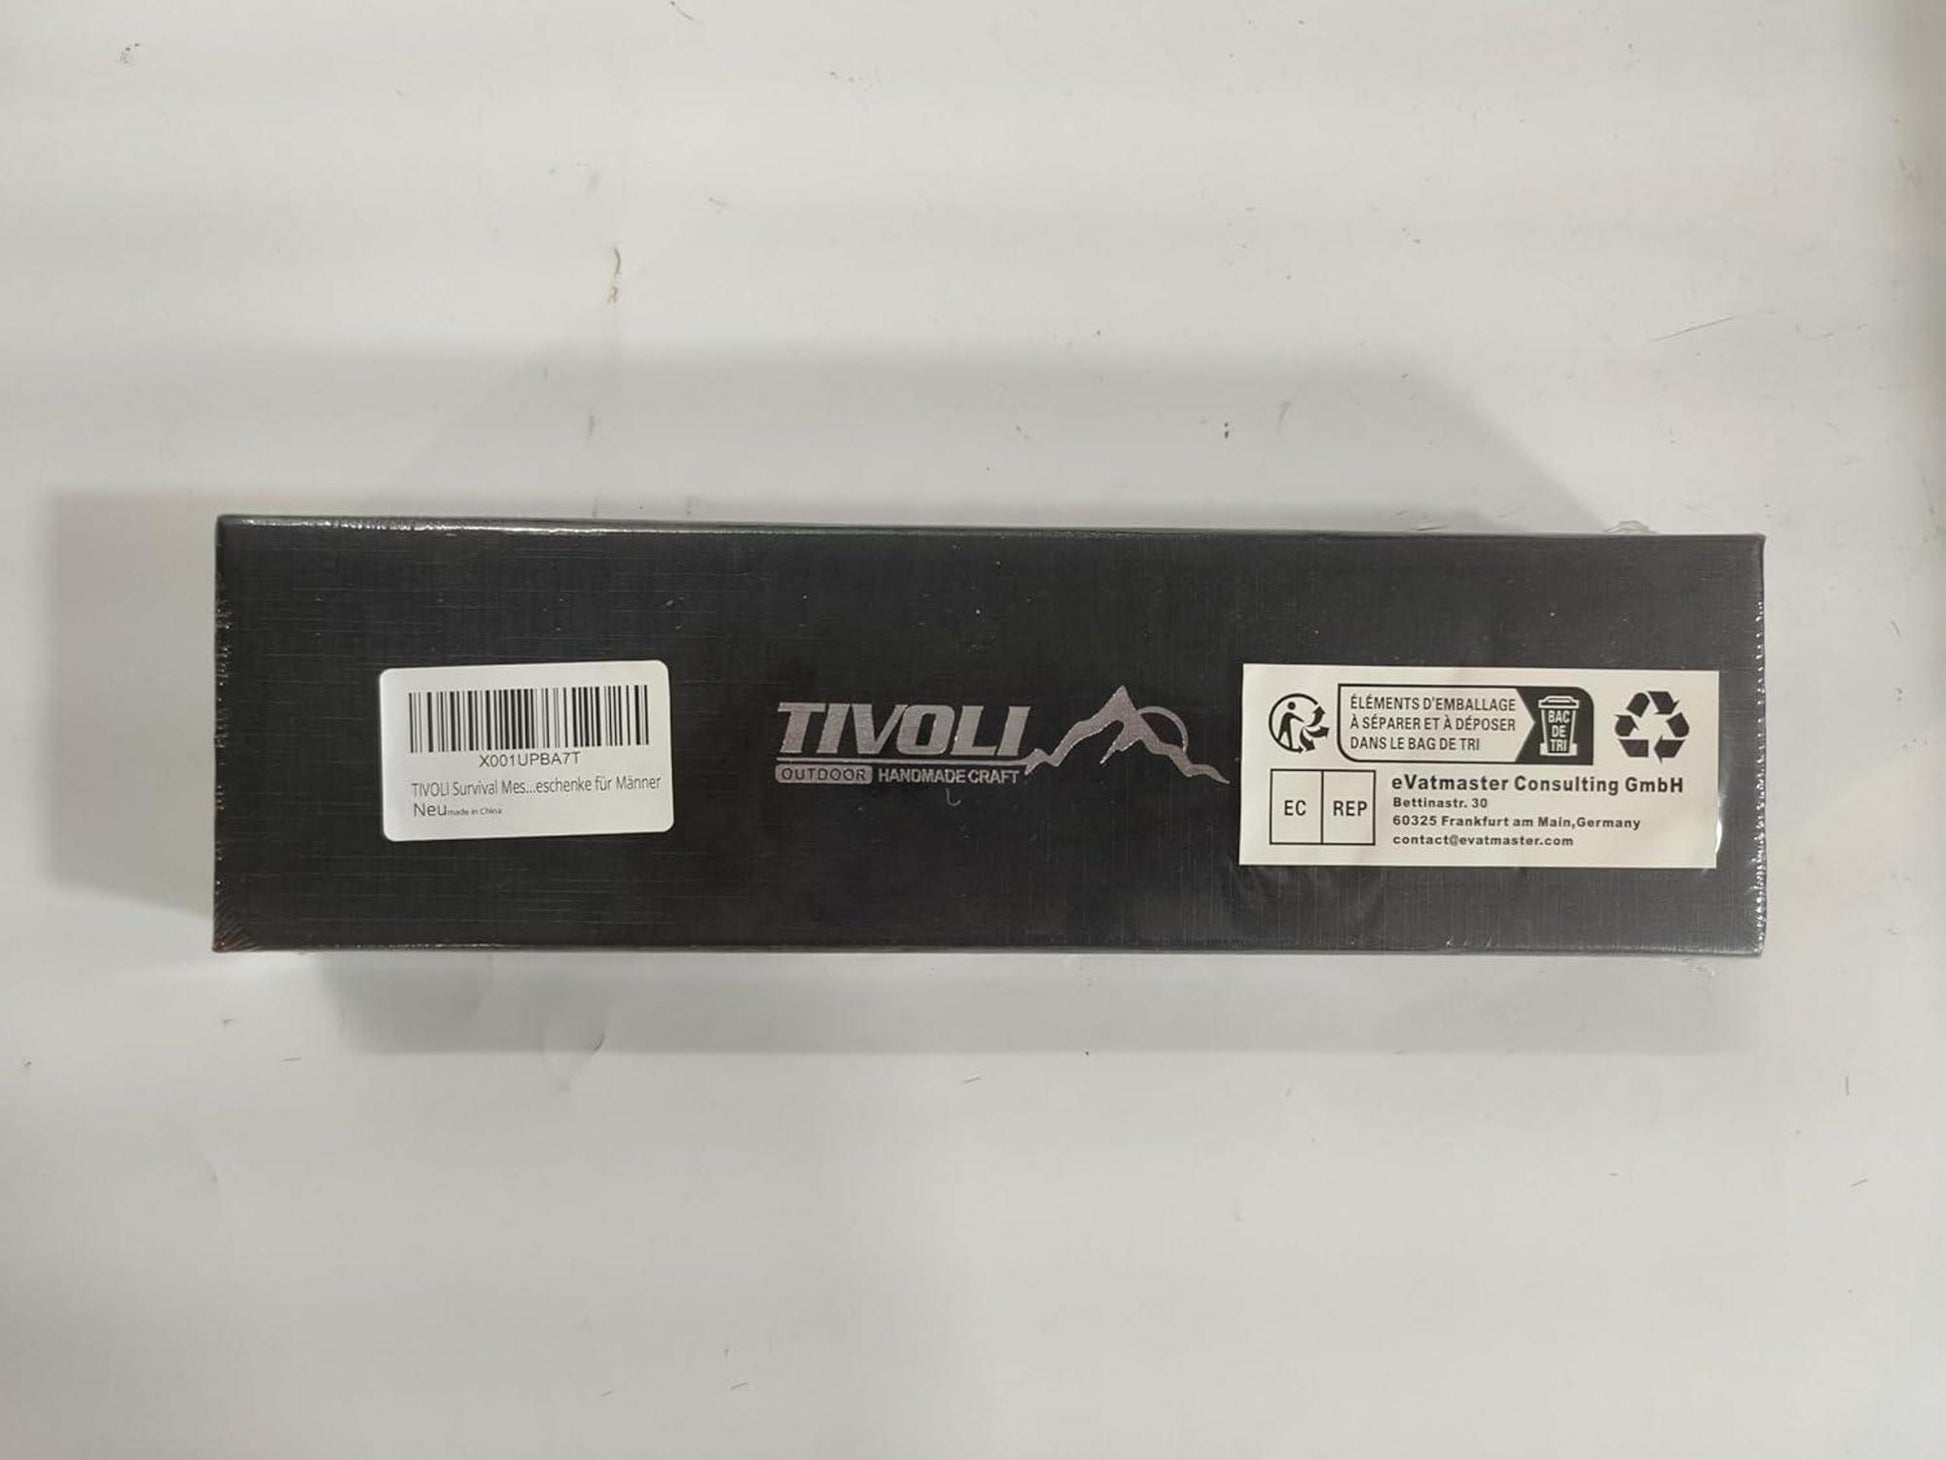 X001UPBA7T
TIVOLI Survival Mes...eschenke für Männer
Neu made in China
TIVOLI
OUTDOOR HANDMADE CRAFT
ÉLÉMENTS D'EMBALLAGE
À SÉPARER ET À DÉPOSER
DANS LE BAG DE TRI
BAC
DE
TRI
EC REP
eVatmaster Consulting GmbH
Bettinastr. 30
60325 Frankfurt am Main,Germany
contact@evatmaster.com